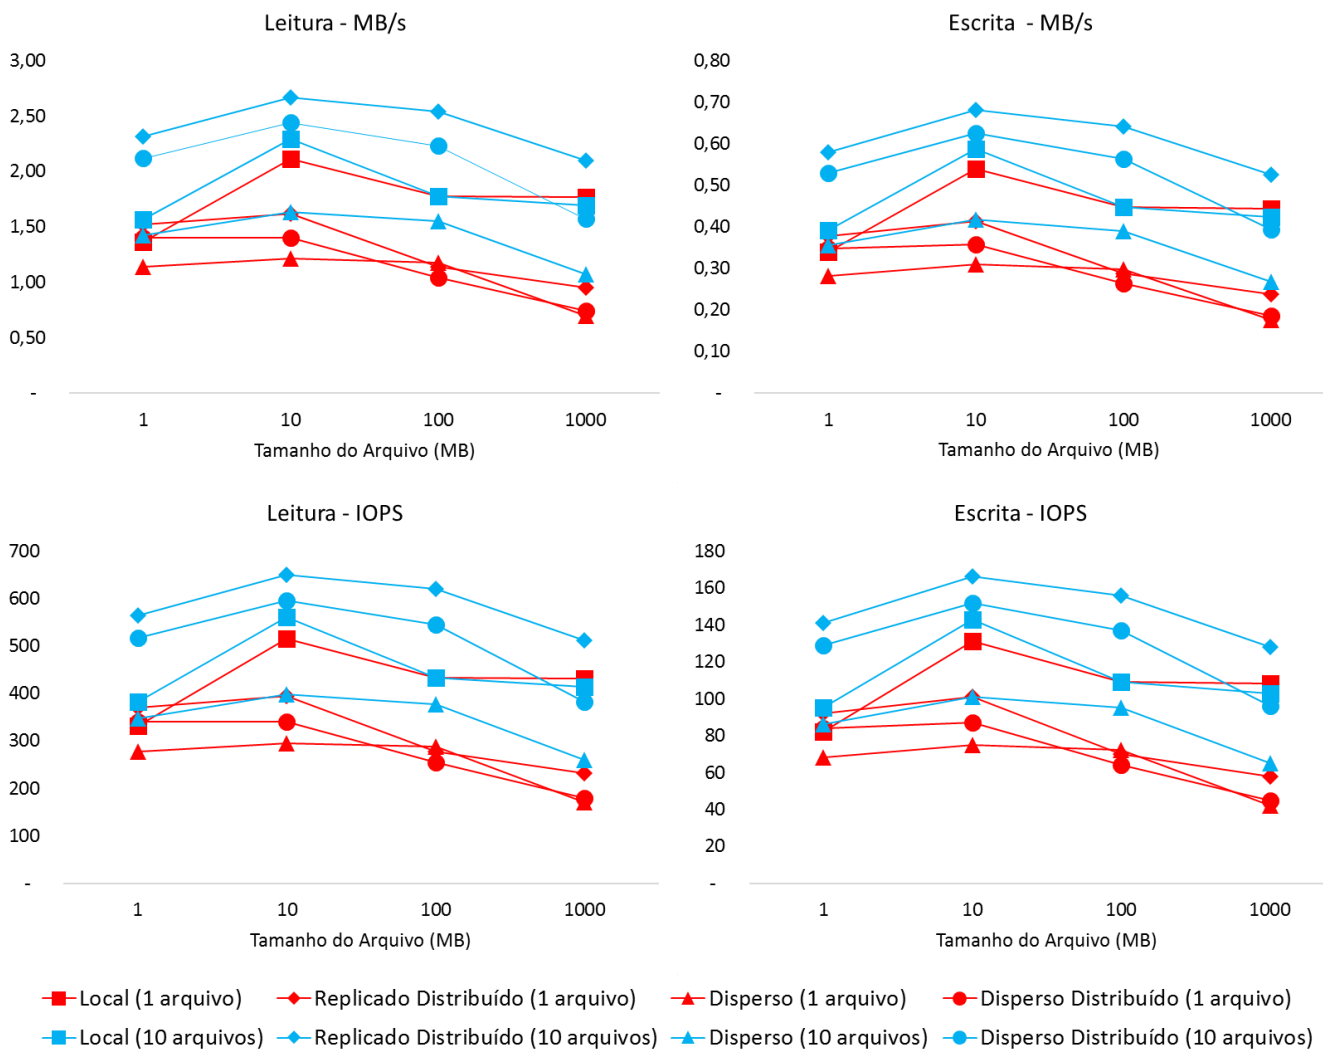 Leitura - MB/s
3,00
2,50
2,00
1,50
1,00
0,50
-
1 10 100 1000
Tamanho do Arquivo (MB)
Escrita - MB/s
0,80
0,70
0,60
0,50
0,40
0,30
0,20
0,10
-
1 10 100 1000
Tamanho do Arquivo (MB)
Leitura - IOPS
700
600
500
400
300
200
100
-
1 10 100 1000
Tamanho do Arquivo (MB)
Escrita - IOPS
180
160
140
120
100
80
60
40
20
-
1 10 100 1000
Tamanho do Arquivo (MB)
Local (1 arquivo) Replicado Distribuído (1 arquivo) Disperso (1 arquivo) Disperso Distribuído (1 arquivo)
Local (10 arquivos) Replicado Distribuído (10 arquivos) Disperso (10 arquivos) Disperso Distribuído (10 arquivos)